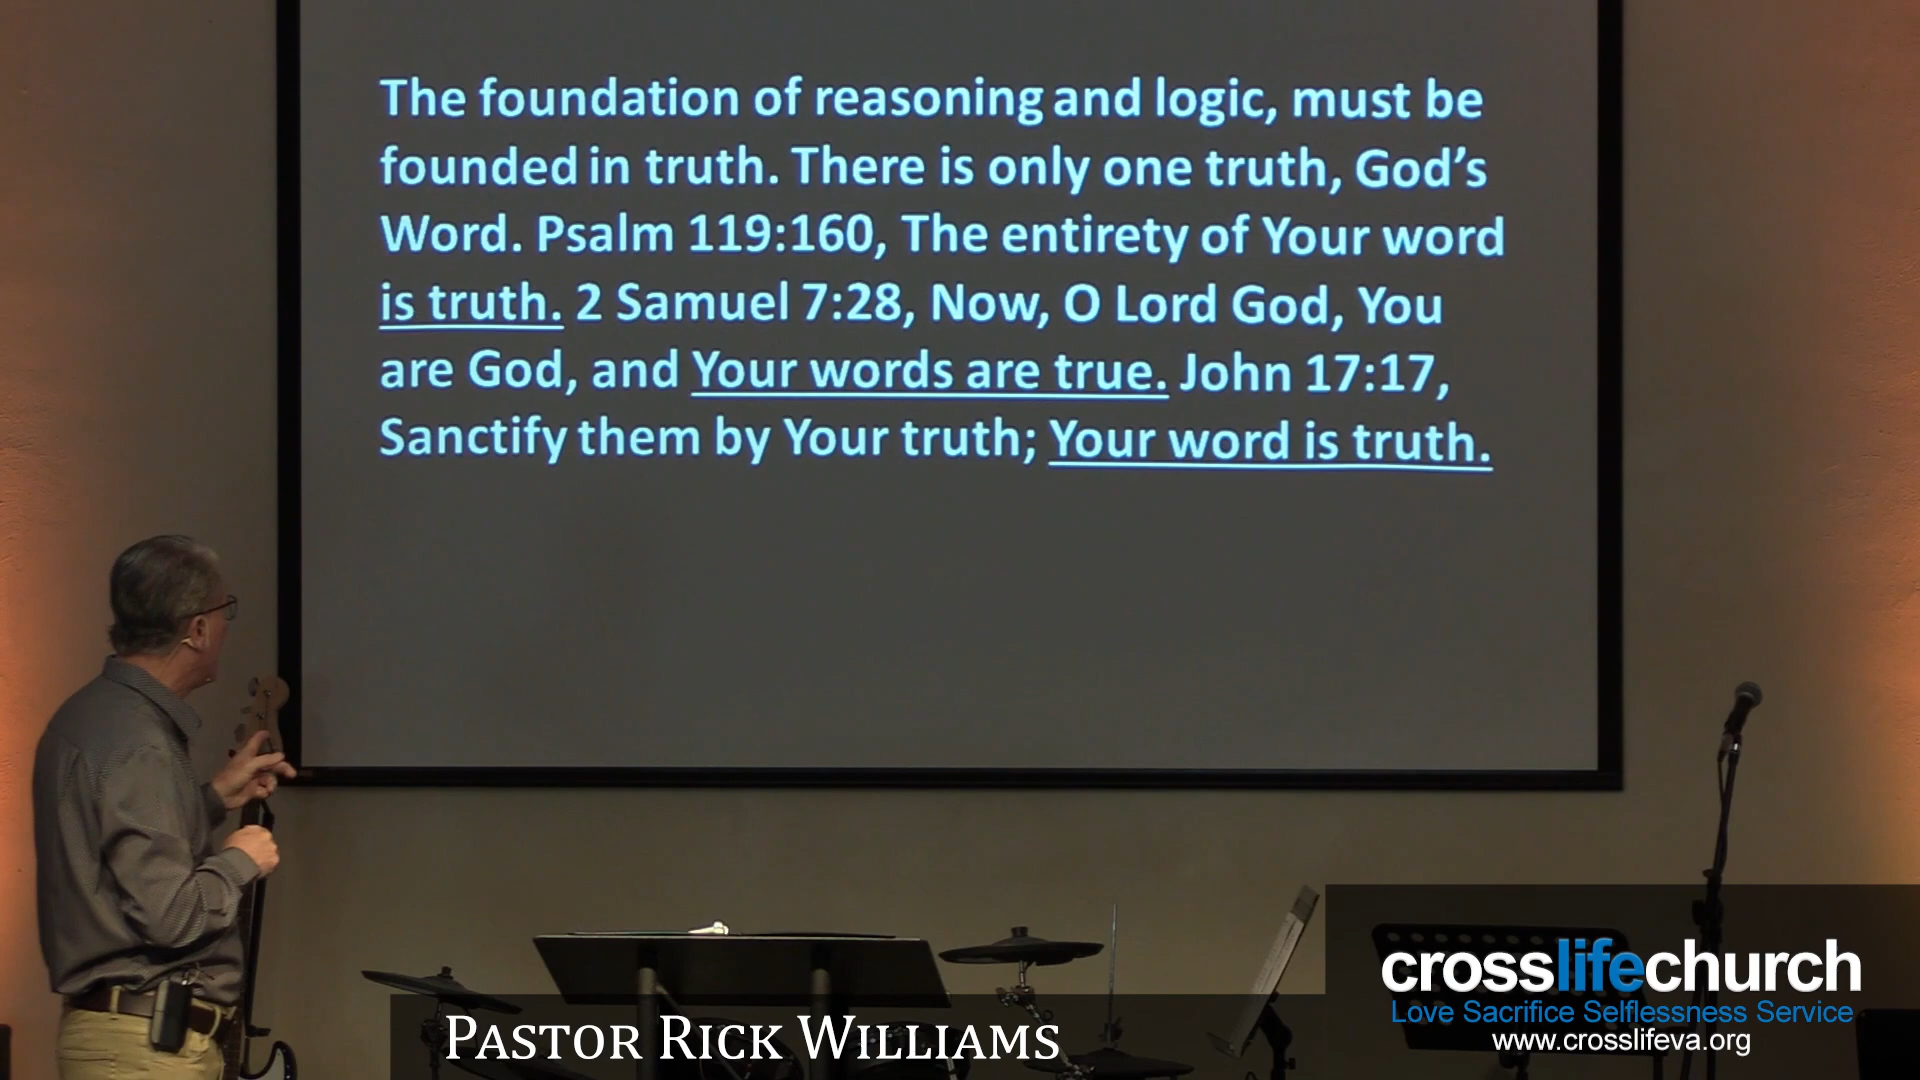 The foundation of reasoning and logic, must be
founded in truth. There is only one truth, God's
Word. Psalm 119:160, The entirety of Your word
is truth. 2 Samuel 7:28, Now, O Lord God, You
are God, and Your words are true. John 17:17,
Sanctify them by Your truth; Your word is truth.
PASTOR RICK WILLIAMS
crosslifechurch
Love Sacrifice Selflessness Service
www.crosslifeva.org